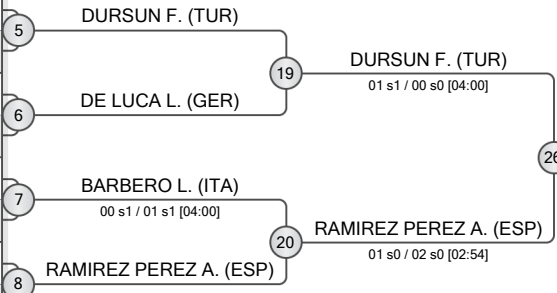 DURSUN F. (TUR)
5
19
DURSUN F. (TUR)
01 s1 / 00 s0 [04:00]
DE LUCA L. (GER)
6
26
BARBERO L. (ITA)
7
00 s1 / 01 s1 [04:00]
20
RAMIREZ PEREZ A. (ESP)
01 s0 / 02 s0 [02:54]
RAMIREZ PEREZ A. (ESP)
8